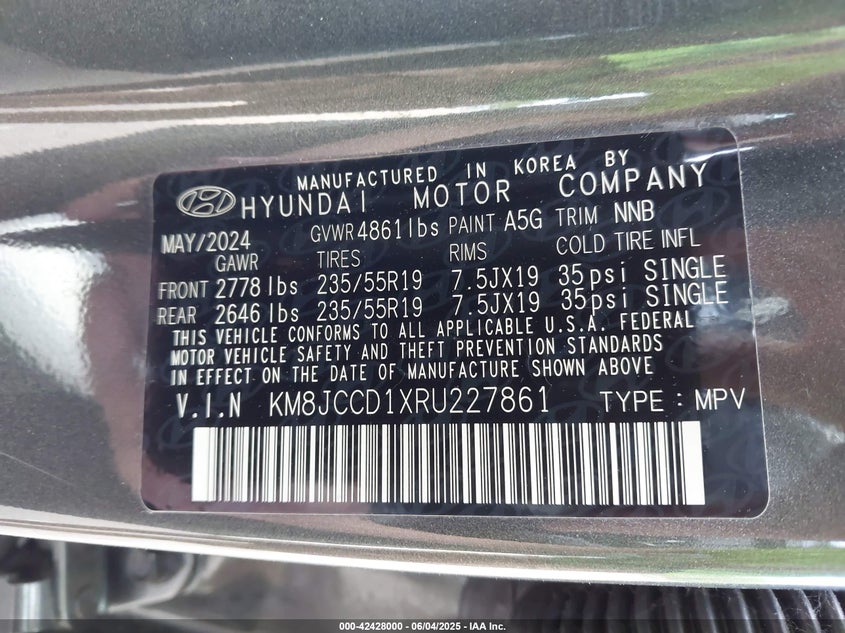 MANUFACTURED IN KOREA BY
HYUNDAI MOTOR COMPANY
MAY/2024 GVWR 4861lbs PAINT A5G TRIM NNB
GAWR TIRES RIMS COLD TIRE INFL
FRONT 2778 lbs 235/55R19 7.5JX19 35psi SINGLE
REAR 2646 lbs 235/55R19 7.5JX19 35psi SINGLE
THIS VEHICLE CONFORMS TO ALL APPLICABLE U.S.A. FEDERAL
MOTOR VEHICLE SAFETY AND THEFT PREVENTION STANDARDS
IN EFFECT ON THE DATE OF MANUFACTURE SHOWN ABOVE
V.I.N KM8JCCD1XRU227861 TYPE : MPV
000-42428000 - 06/04/2025 - IAA Inc.